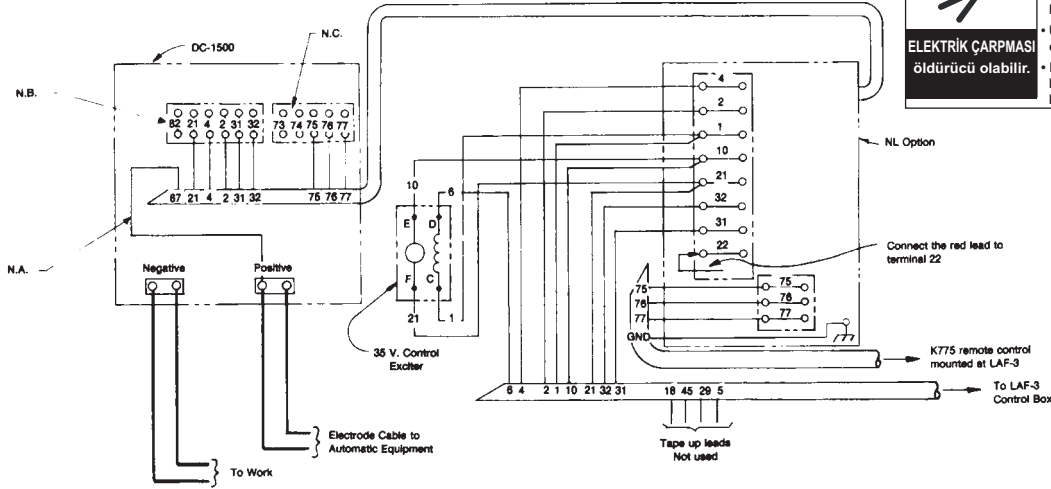 DC-1500
N.C.
N.B.
82 21 4 2 31 32
73 74 75 76 77
67 21 4 2 31 32
75 76 77
N.A.
Negative
Positive
10
6
E
D
F
C
21
1
35 V. Control
Exciter
4
2
1
10
21
32
31
22
75
76
77
75
76
77
GND
NL Option
Connect the red lead to
terminal 22
K775 remote control
mounted at LAF-3
6 4 2 1 10 21 32 31
18 45 29 5
To LAF-3
Control Box
Tape up leads
Not used
Electrode Cable to
Automatic Equipment
To Work
ELEKTRİK ÇARPMASI
öldürücü olabilir.